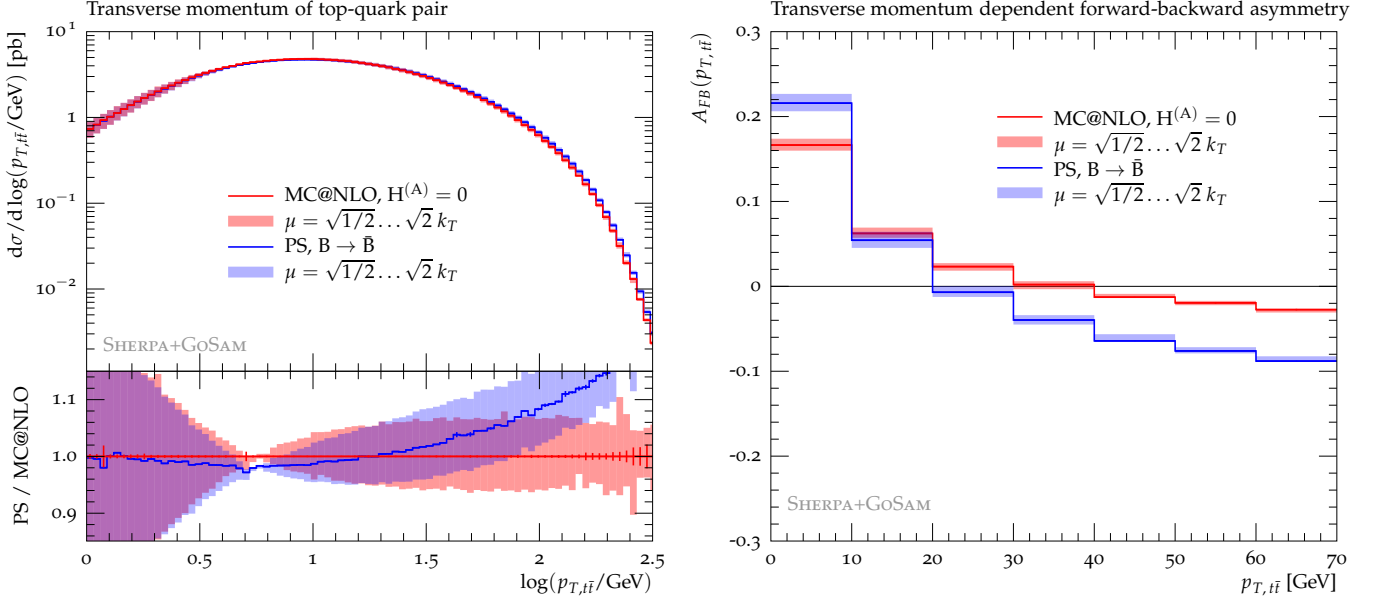 Transverse momentum of top-quark pair
dσ/d log(p_{T,tt̄}/GeV) [pb]
10^1
1
10^{-1}
10^{-2}
MC@NLO, H^{(A)} = 0
μ = √1/2 … √2 k_T
PS, B → B̄
μ = √1/2 … √2 k_T
SHERPA+GOSAM
PS / MC@NLO
1.1
1.0
0.9
0 0.5 1 1.5 2 2.5
log(p_{T,tt̄}/GeV)
Transverse momentum dependent forward-backward asymmetry
A_{FB}(p_{T,tt̄})
0.3
0.2
0.1
0
-0.1
-0.2
-0.3
MC@NLO, H^{(A)} = 0
μ = √1/2 … √2 k_T
PS, B → B̄
μ = √1/2 … √2 k_T
SHERPA+GOSAM
0 10 20 30 40 50 60 70
p_{T,tt̄} [GeV]